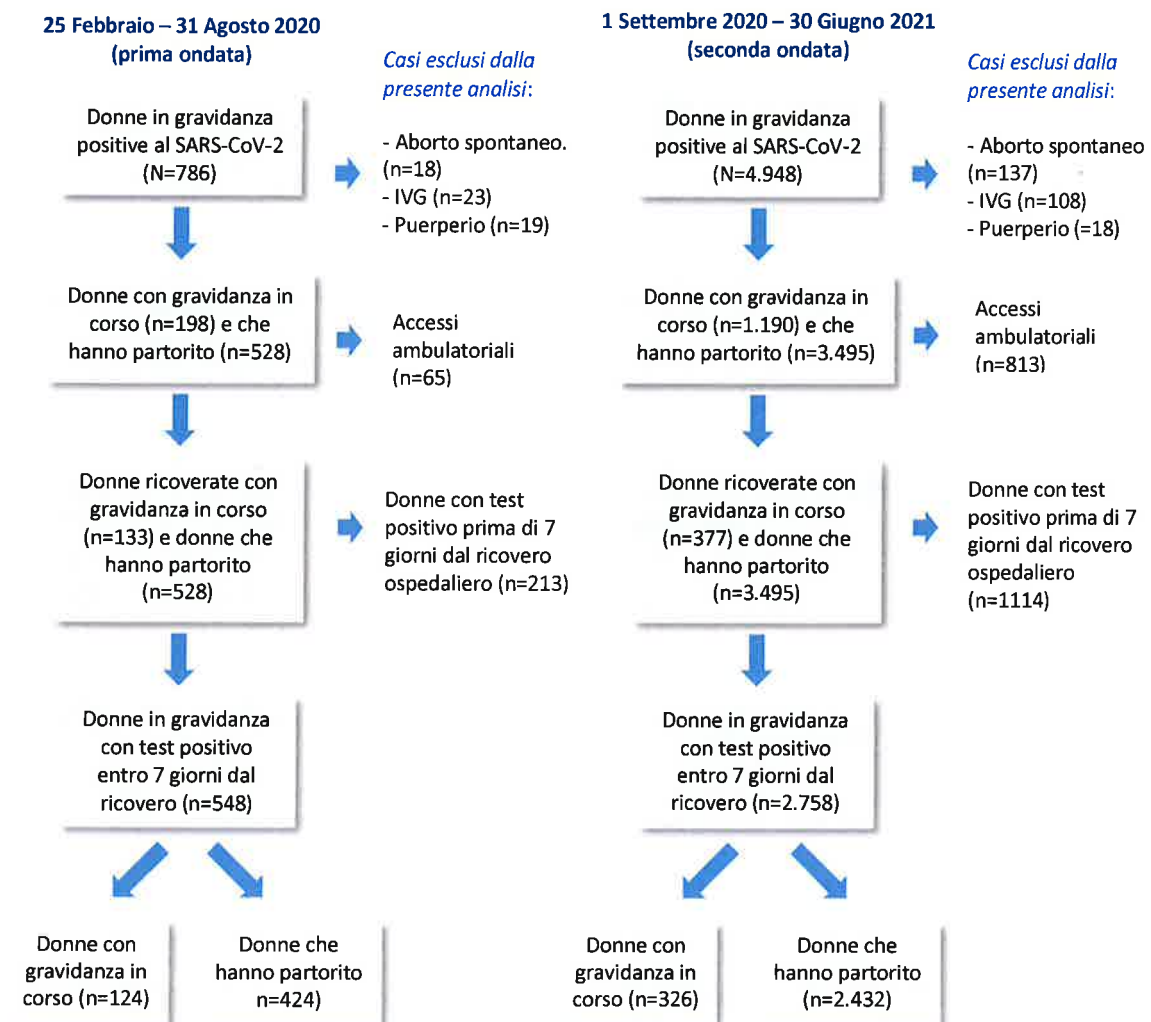 25 Febbraio – 31 Agosto 2020
(prima ondata)
Casi esclusi dalla
presente analisi:
Donne in gravidanza
positive al SARS-CoV-2
(N=786)
- Aborto spontaneo.
(n=18)
- IVG (n=23)
- Puerperio (n=19)
Donne con gravidanza in
corso (n=198) e che
hanno partorito (n=528)
Accessi
ambulatoriali
(n=65)
Donne ricoverate con
gravidanza in corso
(n=133) e donne che
hanno partorito
(n=528)
Donne con test
positivo prima di 7
giorni dal ricovero
ospedaliero (n=213)
Donne in gravidanza
con test positivo
entro 7 giorni dal
ricovero (n=548)
Donne con
gravidanza in
corso (n=124)
Donne che
hanno partorito
n=424)
1 Settembre 2020 – 30 Giugno 2021
(seconda ondata)
Casi esclusi dalla
presente analisi:
Donne in gravidanza
positive al SARS-CoV-2
(N=4.948)
- Aborto spontaneo
(n=137)
- IVG (n=108)
- Puerperio (=18)
Donne con gravidanza in
corso (n=1.190) e che
hanno partorito (n=3.495)
Accessi
ambulatoriali
(n=813)
Donne ricoverate con
gravidanza in corso
(n=377) e donne che
hanno partorito
(n=3.495)
Donne con test
positivo prima di 7
giorni dal ricovero
ospedaliero
(n=1114)
Donne in gravidanza
con test positivo
entro 7 giorni dal
ricovero (n=2.758)
Donne con
gravidanza in
corso (n=326)
Donne che
hanno partorito
(n=2.432)